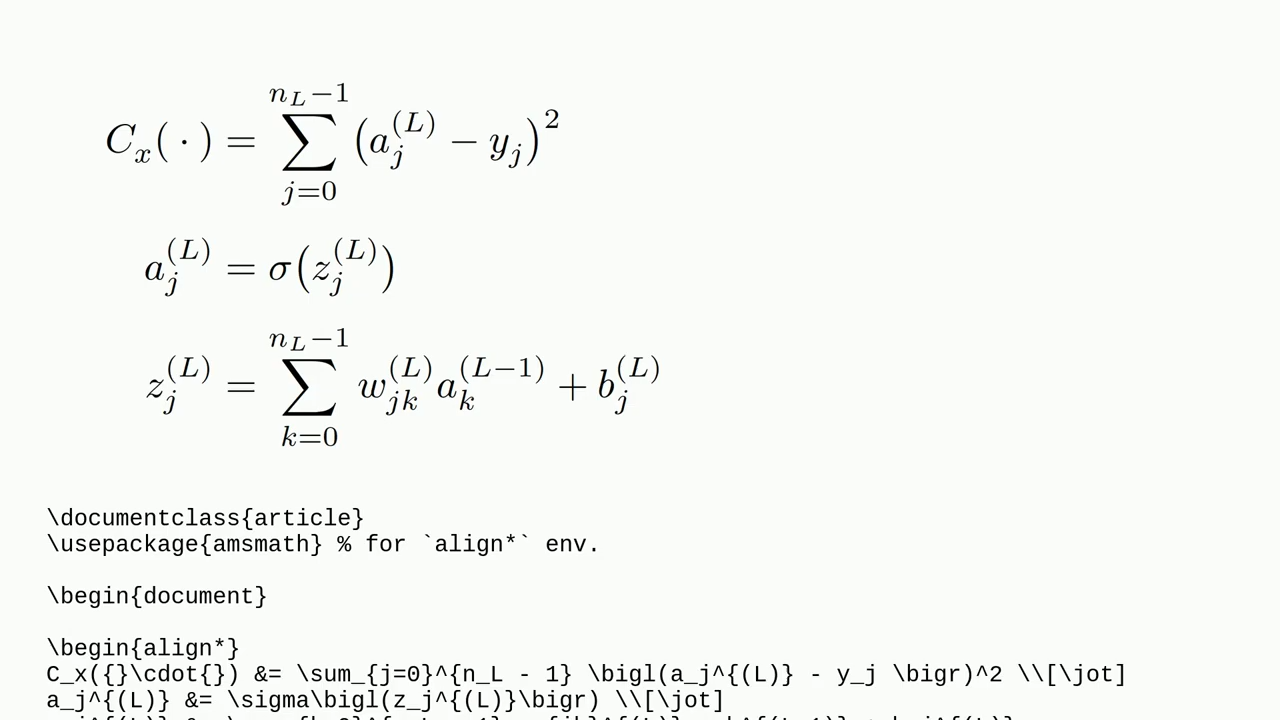 C_x( · ) = \sum_{j=0}^{n_L-1} (a_j^{(L)} - y_j)^2
a_j^{(L)} = σ(z_j^{(L)})
z_j^{(L)} = \sum_{k=0}^{n_L-1} w_{jk}^{(L)} a_k^{(L-1)} + b_j^{(L)}
\documentclass{article}
\usepackage{amsmath} % for `align*` env.
\begin{document}
\begin{align*}
C_x({}\cdot{}) &= \sum_{j=0}^{n_L - 1} \bigl(a_j^{(L)} - y_j \bigr)^2 \\[\jot]
a_j^{(L)} &= \sigma\bigl(z_j^{(L)}\bigr) \\[\jot]